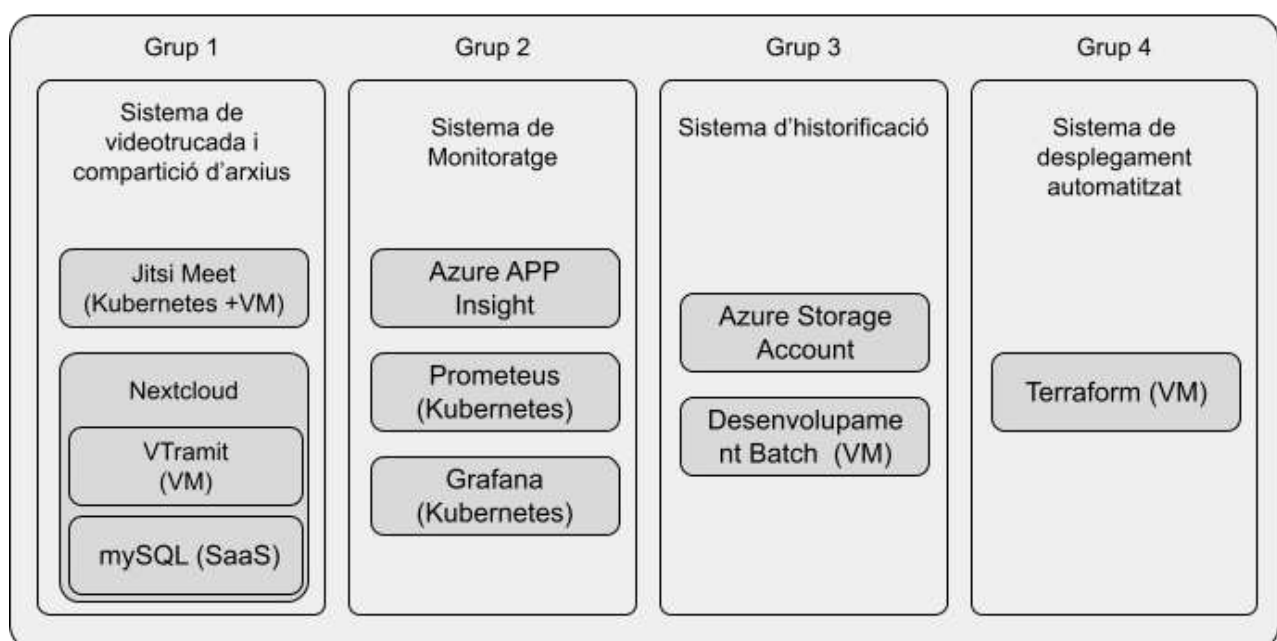 Grup 1
Sistema de
videotrucada i
compartició d'arxius
Jitsi Meet
(Kubernetes +VM)
Nextcloud
VTramit
(VM)
mySQL (SaaS)
Grup 2
Sistema de
Monitoratge
Azure APP
Insight
Prometeus
(Kubernetes)
Grafana
(Kubernetes)
Grup 3
Sistema d'historificació
Azure Storage
Account
Desenvolupame
nt Batch (VM)
Grup 4
Sistema de
desplegament
automatitzat
Terraform (VM)